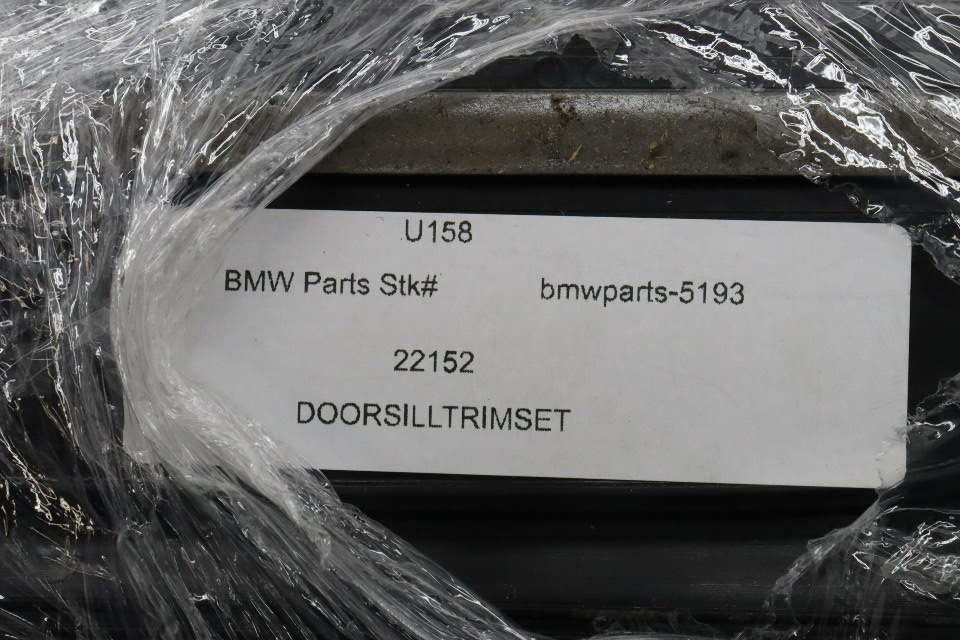 U158
BMW Parts Stk# bmwparts-5193
22152
DOORSILLTRIMSET